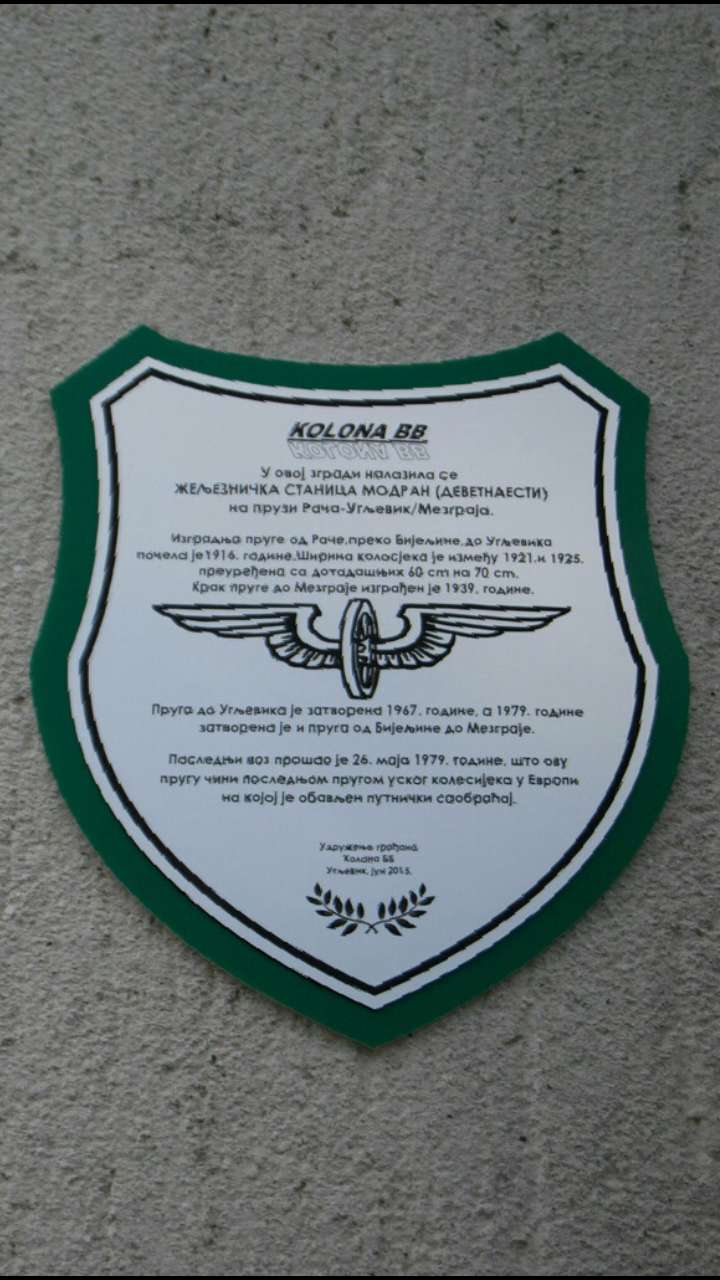 KOLONA BB
У овој згради налазила се
ЖЕЉЕЗНИЧКА СТАНИЦА МОДРАН (ДЕВЕТНАЕСТИ)
на прузи Рача-Угљевик/Мезграја.
Изградња пруге од Раче,преко Бијељине,до Угљевика
почела је1916. године.Ширина колосјека је између 1921.и 1925.
преуређена са дотадашњих 60 cm на 70 cm.
Крак пруге до Мезграје изграђен је 1939. године.
Пруга до Угљевика је затворена 1967. године, а 1979. године
затворена је и пруга од Бијељине до Мезграје.
Последњи воз прошао је 26. маја 1979. године, што ову
пругу чини последњом пругом уског колесијека у Европи
на којој је обављен путнички саобраћај.
Удружење грађана
Колона ББ
Угљевик, јун 2015.